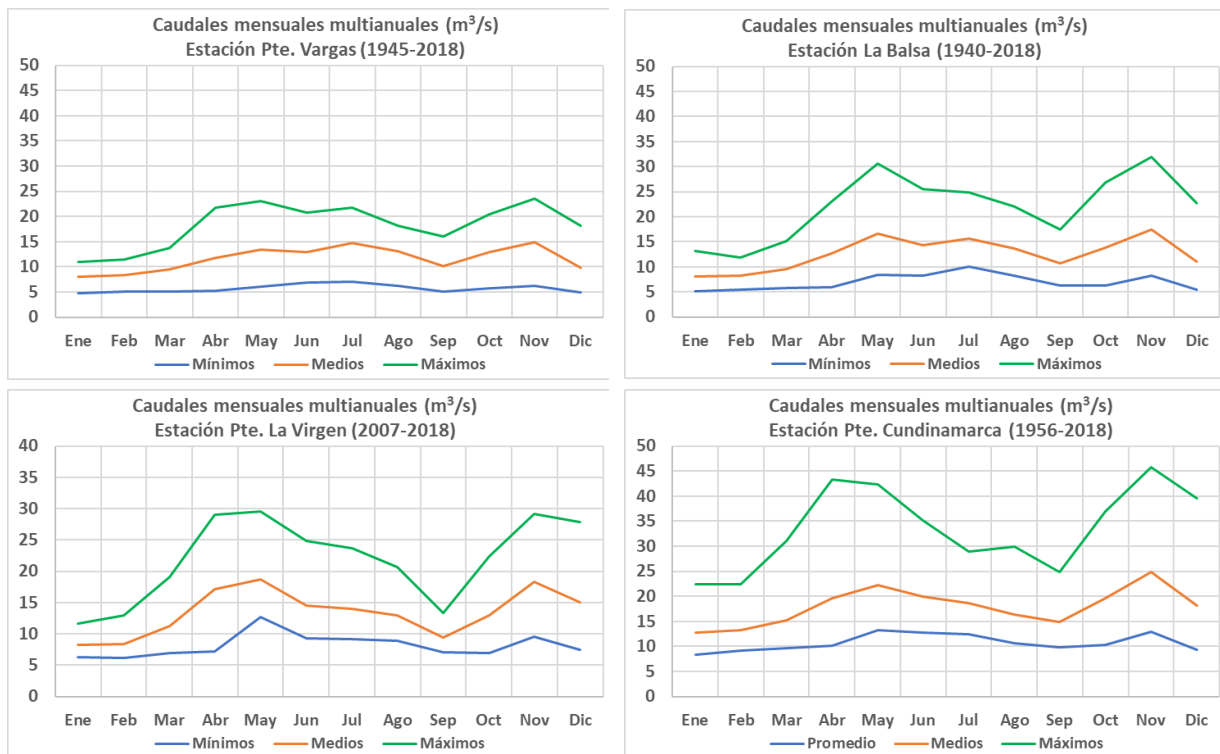 Caudales mensuales multianuales (m³/s)
Estación Pte. Vargas (1945-2018)
50
45
40
35
30
25
20
15
10
5
0
Ene Feb Mar Abr May Jun Jul Ago Sep Oct Nov Dic
Mínimos Medios Máximos
Caudales mensuales multianuales (m³/s)
Estación La Balsa (1940-2018)
50
45
40
35
30
25
20
15
10
5
0
Ene Feb Mar Abr May Jun Jul Ago Sep Oct Nov Dic
Mínimos Medios Máximos
Caudales mensuales multianuales (m³/s)
Estación Pte. La Virgen (2007-2018)
40
35
30
25
20
15
10
5
0
Ene Feb Mar Abr May Jun Jul Ago Sep Oct Nov Dic
Mínimos Medios Máximos
Caudales mensuales multianuales (m³/s)
Estación Pte. Cundinamarca (1956-2018)
50
45
40
35
30
25
20
15
10
5
0
Ene Feb Mar Abr May Jun Jul Ago Sep Oct Nov Dic
Promedio Medios Máximos